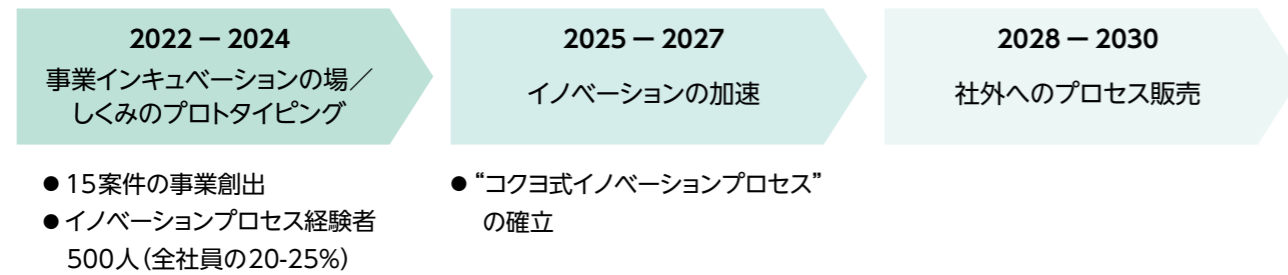 2022 ー 2024
事業インキュベーションの場／
しくみのプロトタイピング
● 15案件の事業創出
● イノベーションプロセス経験者
500人（全社員の20-25%）
2025 ー 2027
イノベーションの加速
● “コクヨ式イノベーションプロセス”
の確立
2028 ー 2030
社外へのプロセス販売